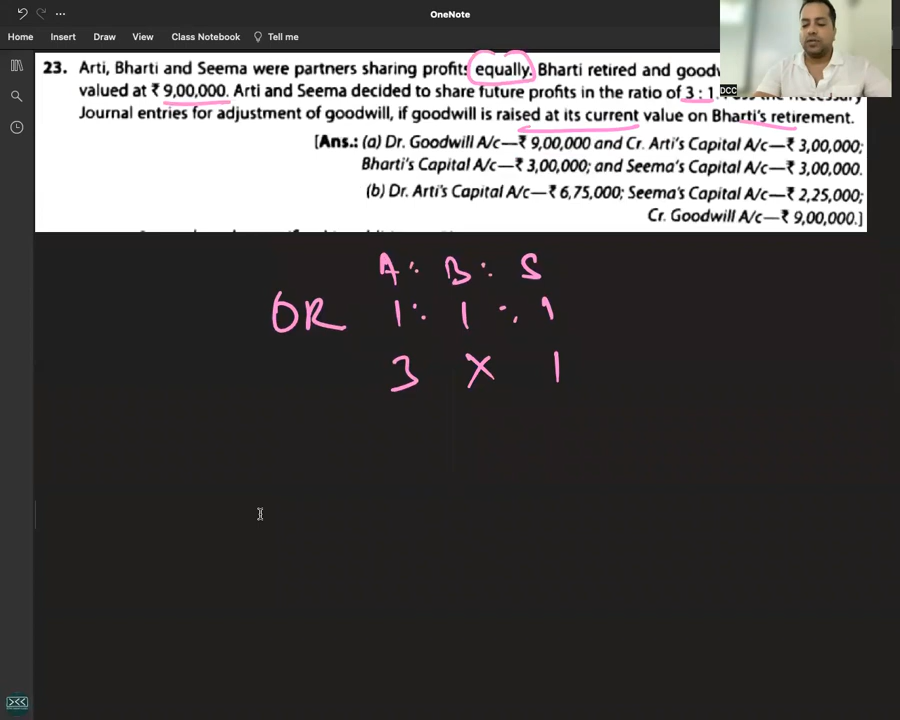 OneNote
Home Insert Draw View Class Notebook Tell me
23. Arti, Bharti and Seema were partners sharing profits equally. Bharti retired and
valued at ₹ 9,00,000. Arti and Seema decided to share future profits in the ratio of 3 : 1.
Journal entries for adjustment of goodwill, if goodwill is raised at its current value on Bharti's retirement.
[Ans.: (a) Dr. Goodwill A/c—₹ 9,00,000 and Cr. Arti's Capital A/c—₹ 3,00,000;
Bharti's Capital A/c—₹ 3,00,000; and Seema's Capital A/c—₹ 3,00,000.
(b) Dr. Arti's Capital A/c—₹ 6,75,000; Seema's Capital A/c—₹ 2,25,000;
Cr. Goodwill A/c—₹ 9,00,000.]
DCC
A : B : S
OR 1 : 1 : 1
3 X 1